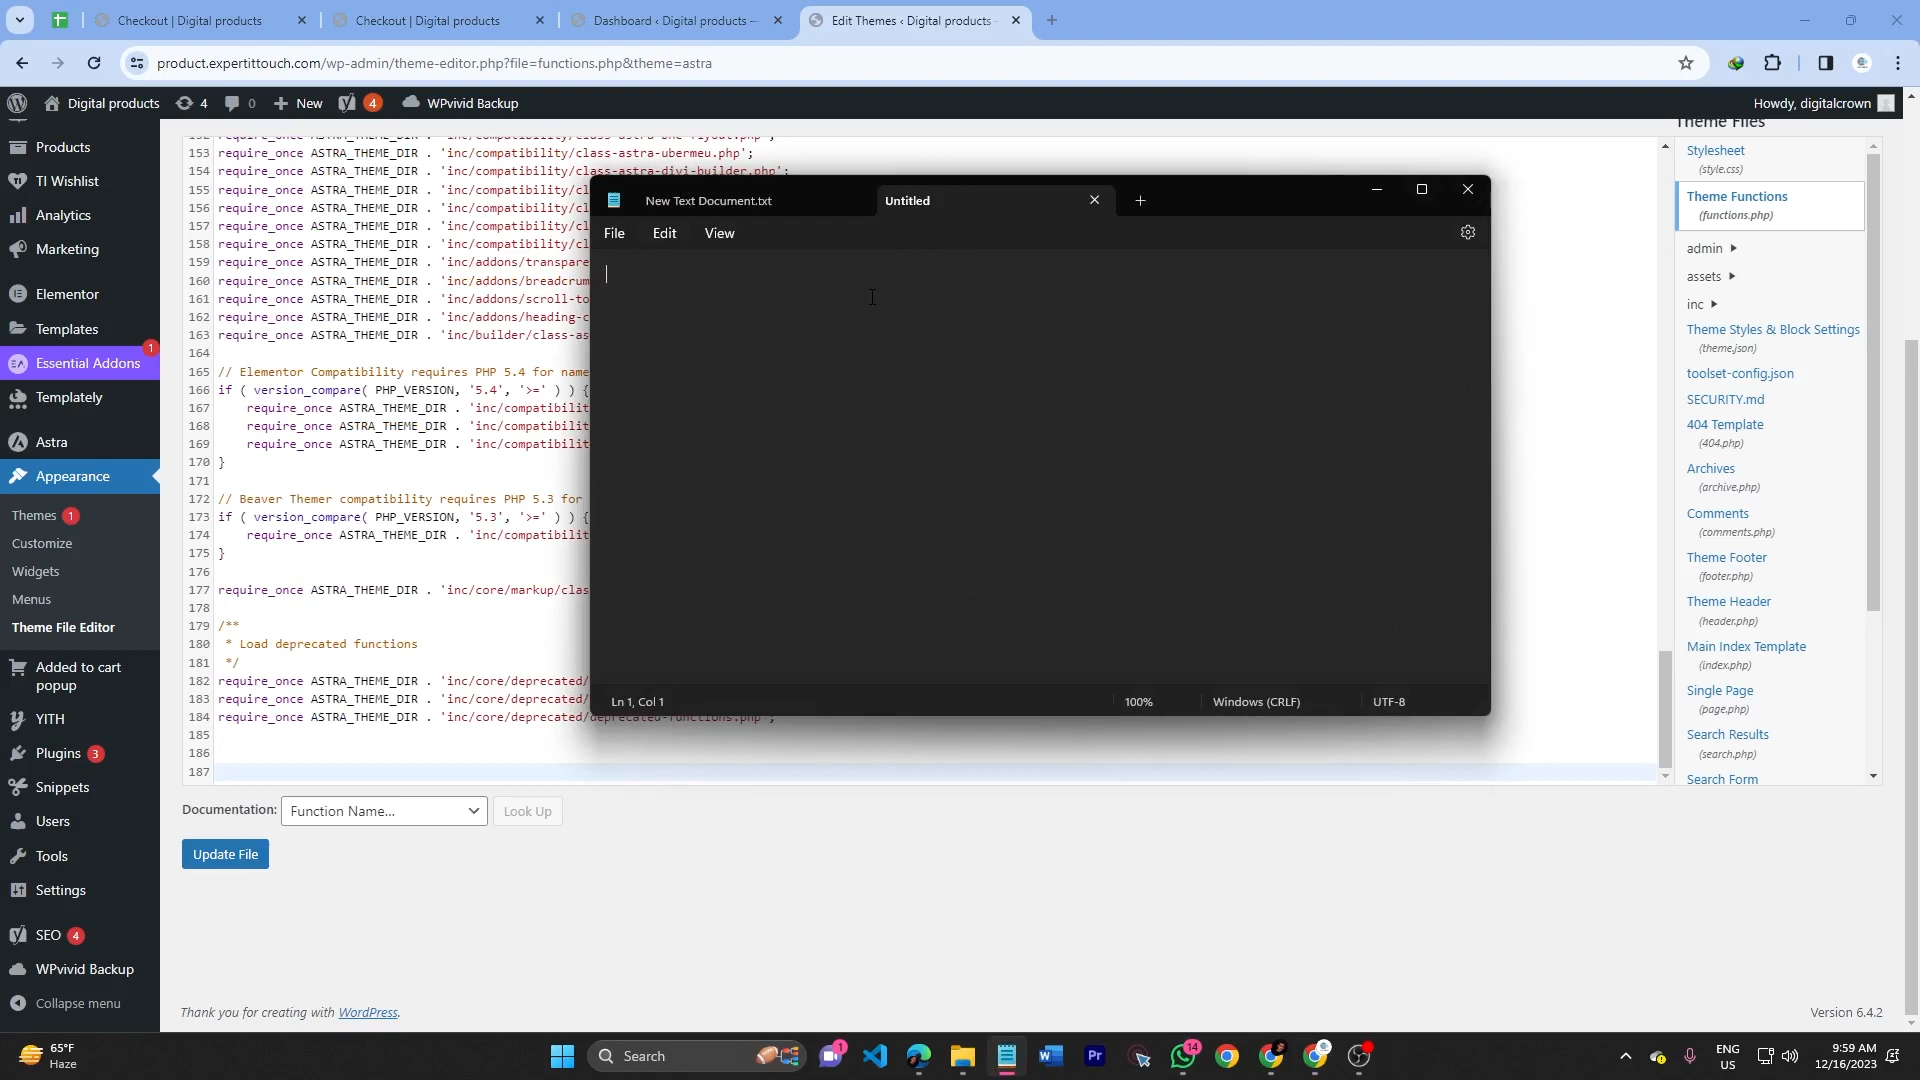 Checkout | Digital products
Checkout | Digital products
Dashboard ‹ Digital products —
Edit Themes ‹ Digital products -
product.expertittouch.com/wp-admin/theme-editor.php?file=functions.php&theme=astra
Digital products
4
0
New
4
WPvivid Backup
Howdy, digitalcrown
Products
TI Wishlist
Analytics
Marketing
Elementor
Templates
Essential Addons
1
Templately
Astra
Appearance
Themes 1
Customize
Widgets
Menus
Theme File Editor
Added to cart
popup
YITH
Plugins 3
Snippets
Users
Tools
Settings
SEO 4
WPvivid Backup
Collapse menu
153 require_once ASTRA_THEME_DIR . 'inc/compatibility/class-astra-ubermeu.php';
154 require_once ASTRA_THEME_DIR . 'inc/compatibility/class-astra-divi-builder.php';
155 require_once ASTRA_THEME_DIR . 'inc/compatibility/cl
156 require_once ASTRA_THEME_DIR . 'inc/compatibility/cl
157 require_once ASTRA_THEME_DIR . 'inc/compatibility/cl
158 require_once ASTRA_THEME_DIR . 'inc/compatibility/cl
159 require_once ASTRA_THEME_DIR . 'inc/addons/transpare
160 require_once ASTRA_THEME_DIR . 'inc/addons/breadcrum
161 require_once ASTRA_THEME_DIR . 'inc/addons/scroll-to
162 require_once ASTRA_THEME_DIR . 'inc/addons/heading-c
163 require_once ASTRA_THEME_DIR . 'inc/builder/class-as
164
165 // Elementor Compatibility requires PHP 5.4 for name
166 if ( version_compare( PHP_VERSION, '5.4', '>=' ) ) {
167 require_once ASTRA_THEME_DIR . 'inc/compatibilit
168 require_once ASTRA_THEME_DIR . 'inc/compatibilit
169 require_once ASTRA_THEME_DIR . 'inc/compatibilit
170 }
171
172 // Beaver Themer compatibility requires PHP 5.3 for
173 if ( version_compare( PHP_VERSION, '5.3', '>=' ) ) {
174 require_once ASTRA_THEME_DIR . 'inc/compatibilit
175 }
176
177 require_once ASTRA_THEME_DIR . 'inc/core/markup/clas
178
179 /**
180 * Load deprecated functions
181 */
182 require_once ASTRA_THEME_DIR . 'inc/core/deprecated/
183 require_once ASTRA_THEME_DIR . 'inc/core/deprecated/
184 require_once ASTRA_THEME_DIR . 'inc/core/deprecated/deprecated-functions.php';
185
186
187
New Text Document.txt
Untitled
File
Edit
View
Ln 1, Col 1
100%
Windows (CRLF)
UTF-8
Documentation:
Function Name...
Look Up
Update File
Thank you for creating with WordPress.
Version 6.4.2
Theme Files
Stylesheet
(style.css)
Theme Functions
(functions.php)
admin
assets
inc
Theme Styles & Block Settings
(theme.json)
toolset-config.json
SECURITY.md
404 Template
(404.php)
Archives
(archive.php)
Comments
(comments.php)
Theme Footer
(footer.php)
Theme Header
(header.php)
Main Index Template
(index.php)
Single Page
(page.php)
Search Results
(search.php)
Search Form
65°F
Haze
Search
1
14
ENG
US
9:59 AM
12/16/2023